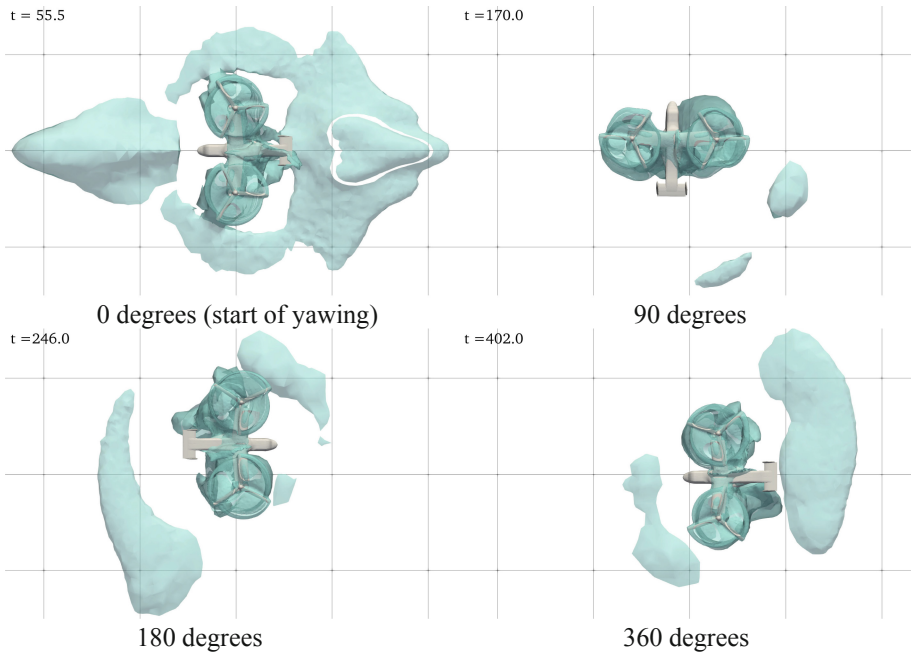 t = 55.5
t =170.0
0 degrees (start of yawing)
90 degrees
t =246.0
t =402.0
180 degrees
360 degrees